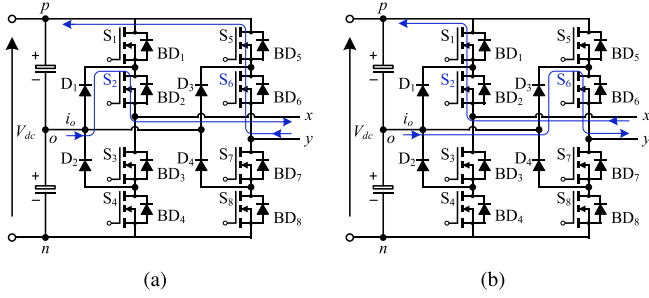 p
S1
S5
BD1
BD5
D1
S2
D3
S6
BD2
BD6
x
io
Vdc
o
y
D2
S3
D4
S7
BD3
BD7
S4
S8
BD4
BD8
n
+
−
+
−
(a)
p
S1
S5
BD1
BD5
D1
S2
D3
S6
BD2
BD6
x
io
Vdc
o
y
D2
S3
D4
S7
BD3
BD7
S4
S8
BD4
BD8
n
+
−
+
−
(b)